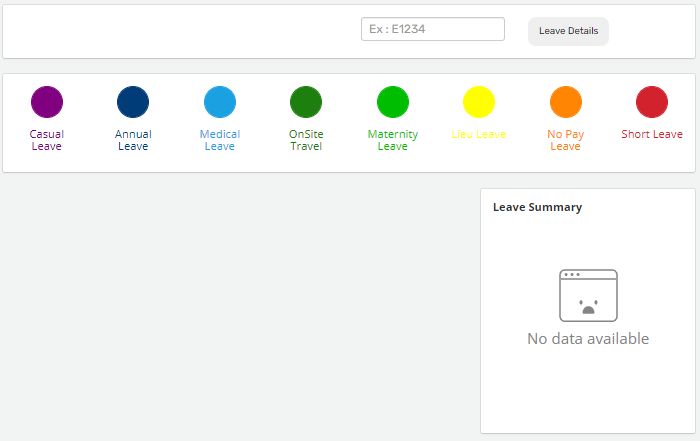 Ex : E1234
Leave Details
Casual
Leave
Annual
Leave
Medical
Leave
OnSite
Travel
Maternity
Leave
Lieu Leave
No Pay
Leave
Short Leave
Leave Summary
No data available